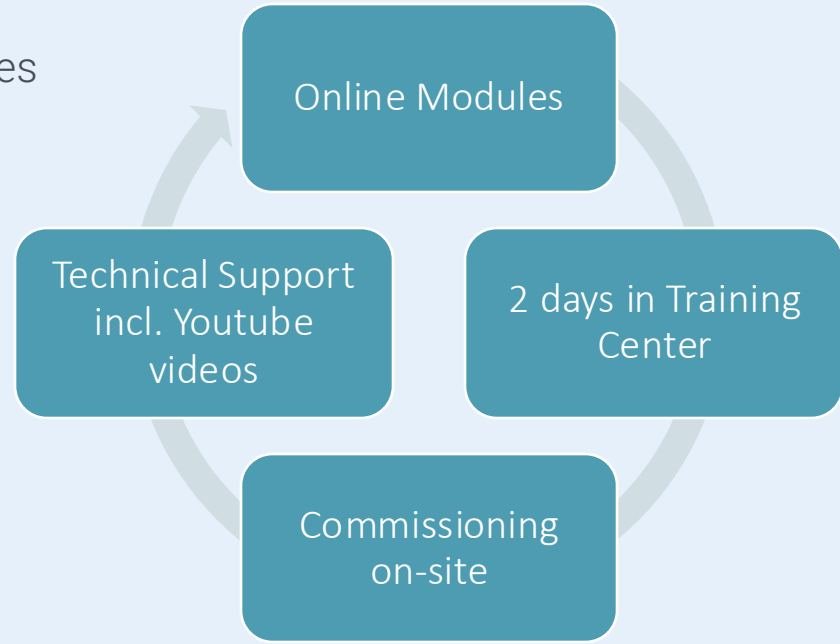 es
Online Modules
2 days in Training
Center
Commissioning
on-site
Technical Support
incl. Youtube
videos